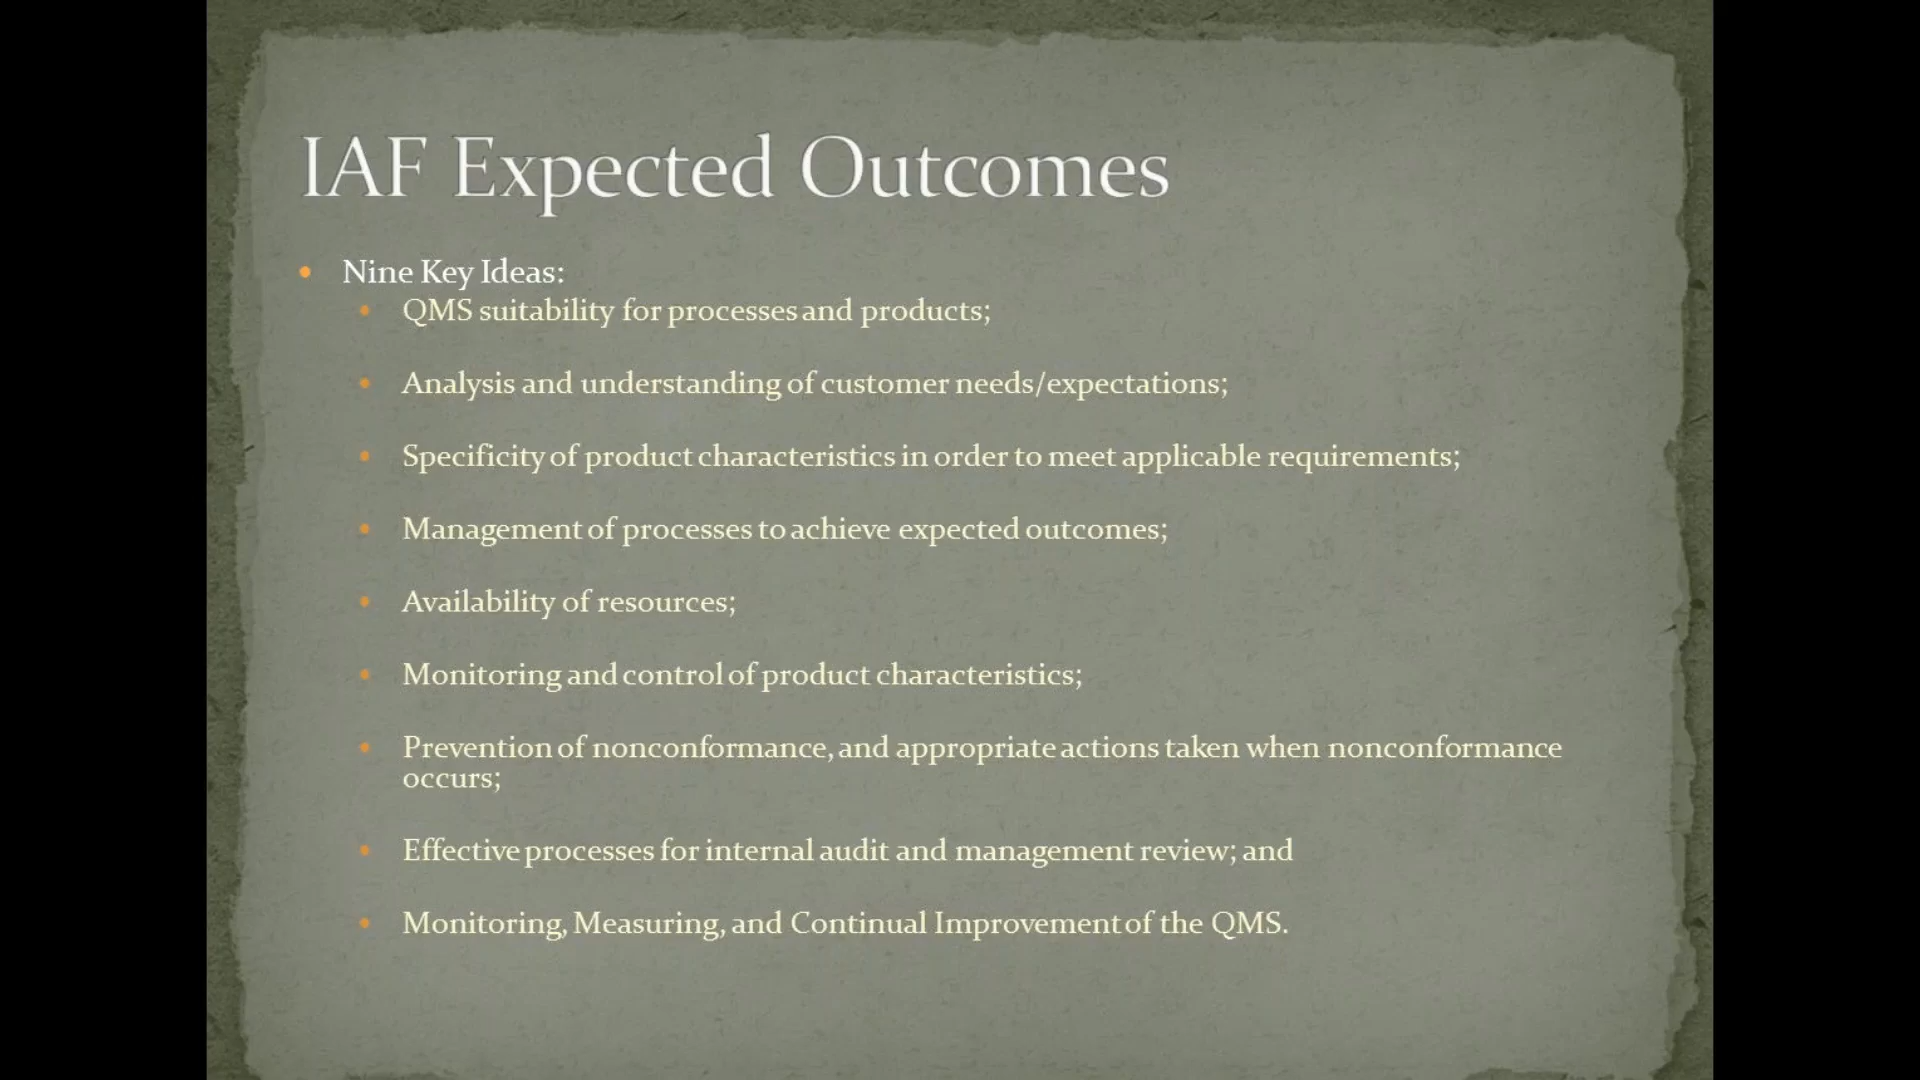 IAF Expected Outcomes
• Nine Key Ideas:
• QMS suitability for processes and products;
• Analysis and understanding of customer needs/expectations;
• Specificity of product characteristics in order to meet applicable requirements;
• Management of processes to achieve expected outcomes;
• Availability of resources;
• Monitoring and control of product characteristics;
• Prevention of nonconformance, and appropriate actions taken when nonconformance
occurs;
• Effective processes for internal audit and management review; and
• Monitoring, Measuring, and Continual Improvement of the QMS.